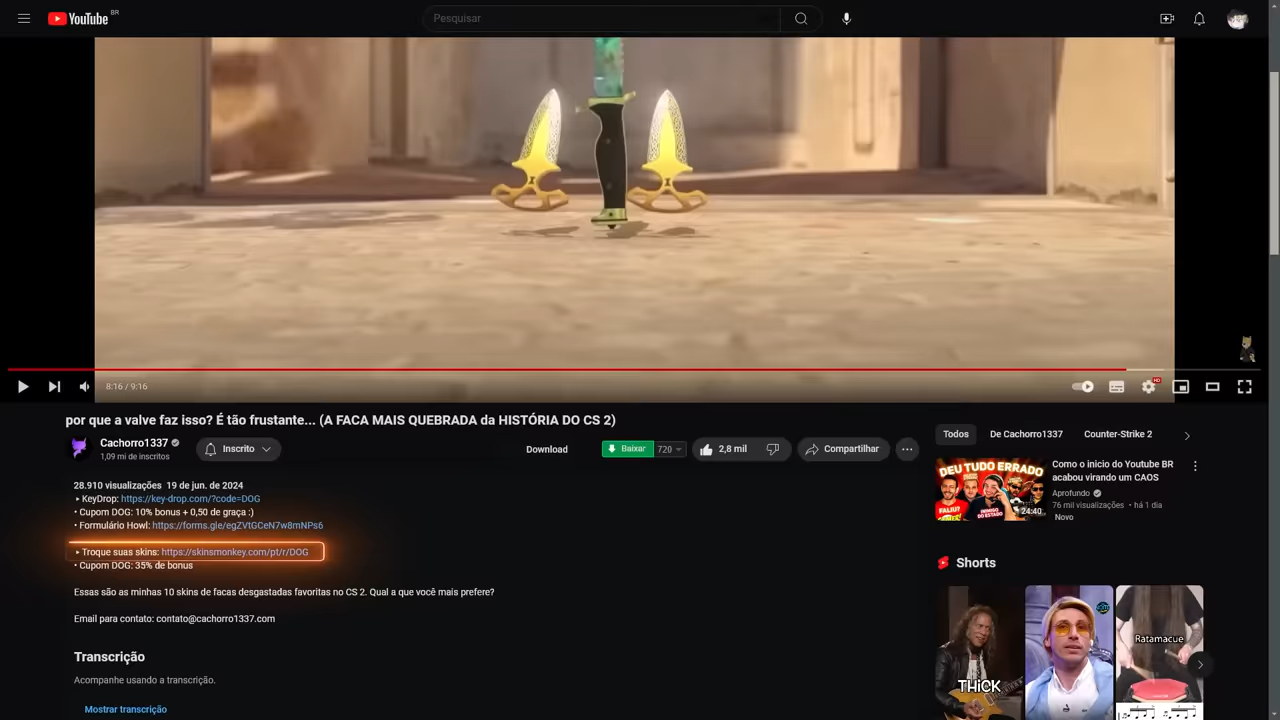 YouTube BR
Pesquisar
8:16 / 9:16
HD
por que a valve faz isso? É tão frustante... (A FACA MAIS QUEBRADA da HISTÓRIA DO CS 2)
Cachorro1337
1,09 mi de inscritos
Inscrito
Download
Baixar
720
2,8 mil
Compartilhar
28.910 visualizações 19 de jun. de 2024
▸ KeyDrop: https://key-drop.com/?code=DOG
• Cupom DOG: 10% bonus + 0,50 de graça :)
• Formulário Howl: https://forms.gle/egZVtGCeN7w8mNPs6
▸ Troque suas skins: https://skinsmonkey.com/pt/r/DOG
• Cupom DOG: 35% de bonus
Essas são as minhas 10 skins de facas desgastadas favoritas no CS 2. Qual a que você mais prefere?
Email para contato: contato@cachorro1337.com
Transcrição
Acompanhe usando a transcrição.
Mostrar transcrição
Todos
De Cachorro1337
Counter-Strike 2
DEU TUDO ERRADO
FALIU?
24:40
Como o inicio do Youtube BR
acabou virando um CAOS
Aprofundo
76 mil visualizações • há 1 dia
Novo
Shorts
THiCK
Ratamacue